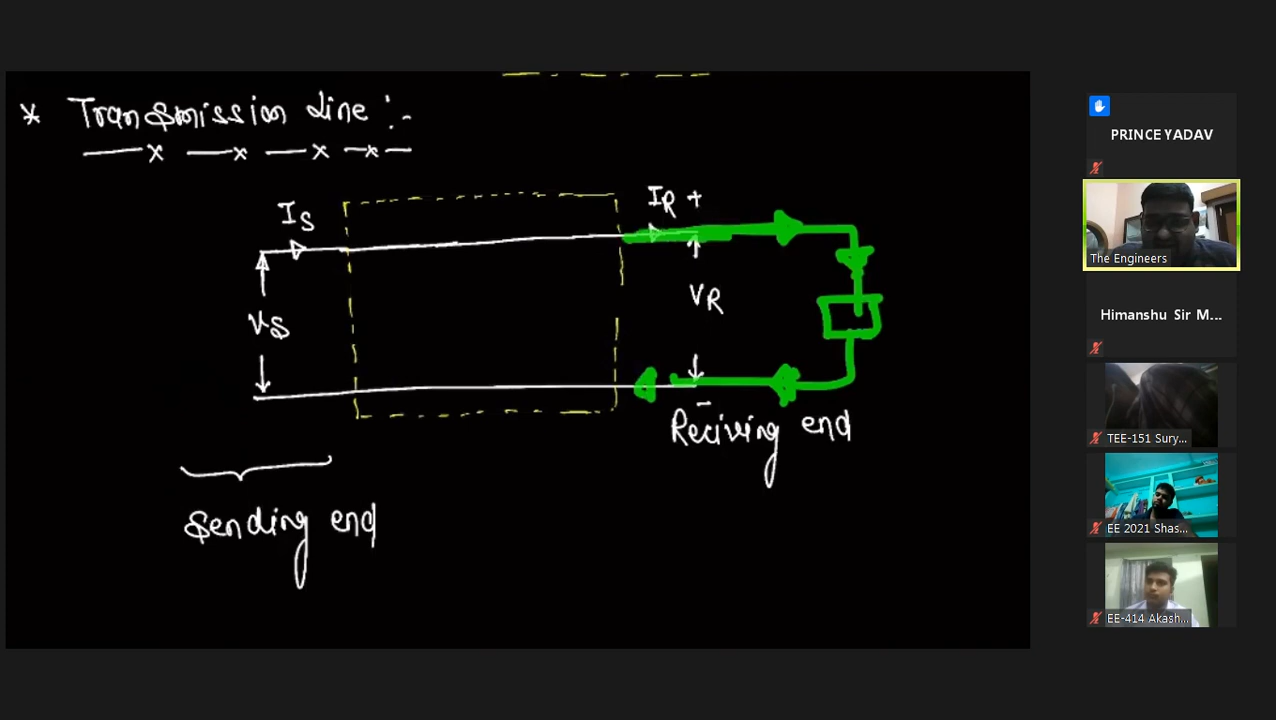 * Transmission Line :-
IS
IR +
VS
VR
-
Reciving end
Sending end
PRINCE YADAV
The Engineers
Himanshu Sir M...
TEE-151 Sury...
EE 2021 Shas...
EE-414 Akash...